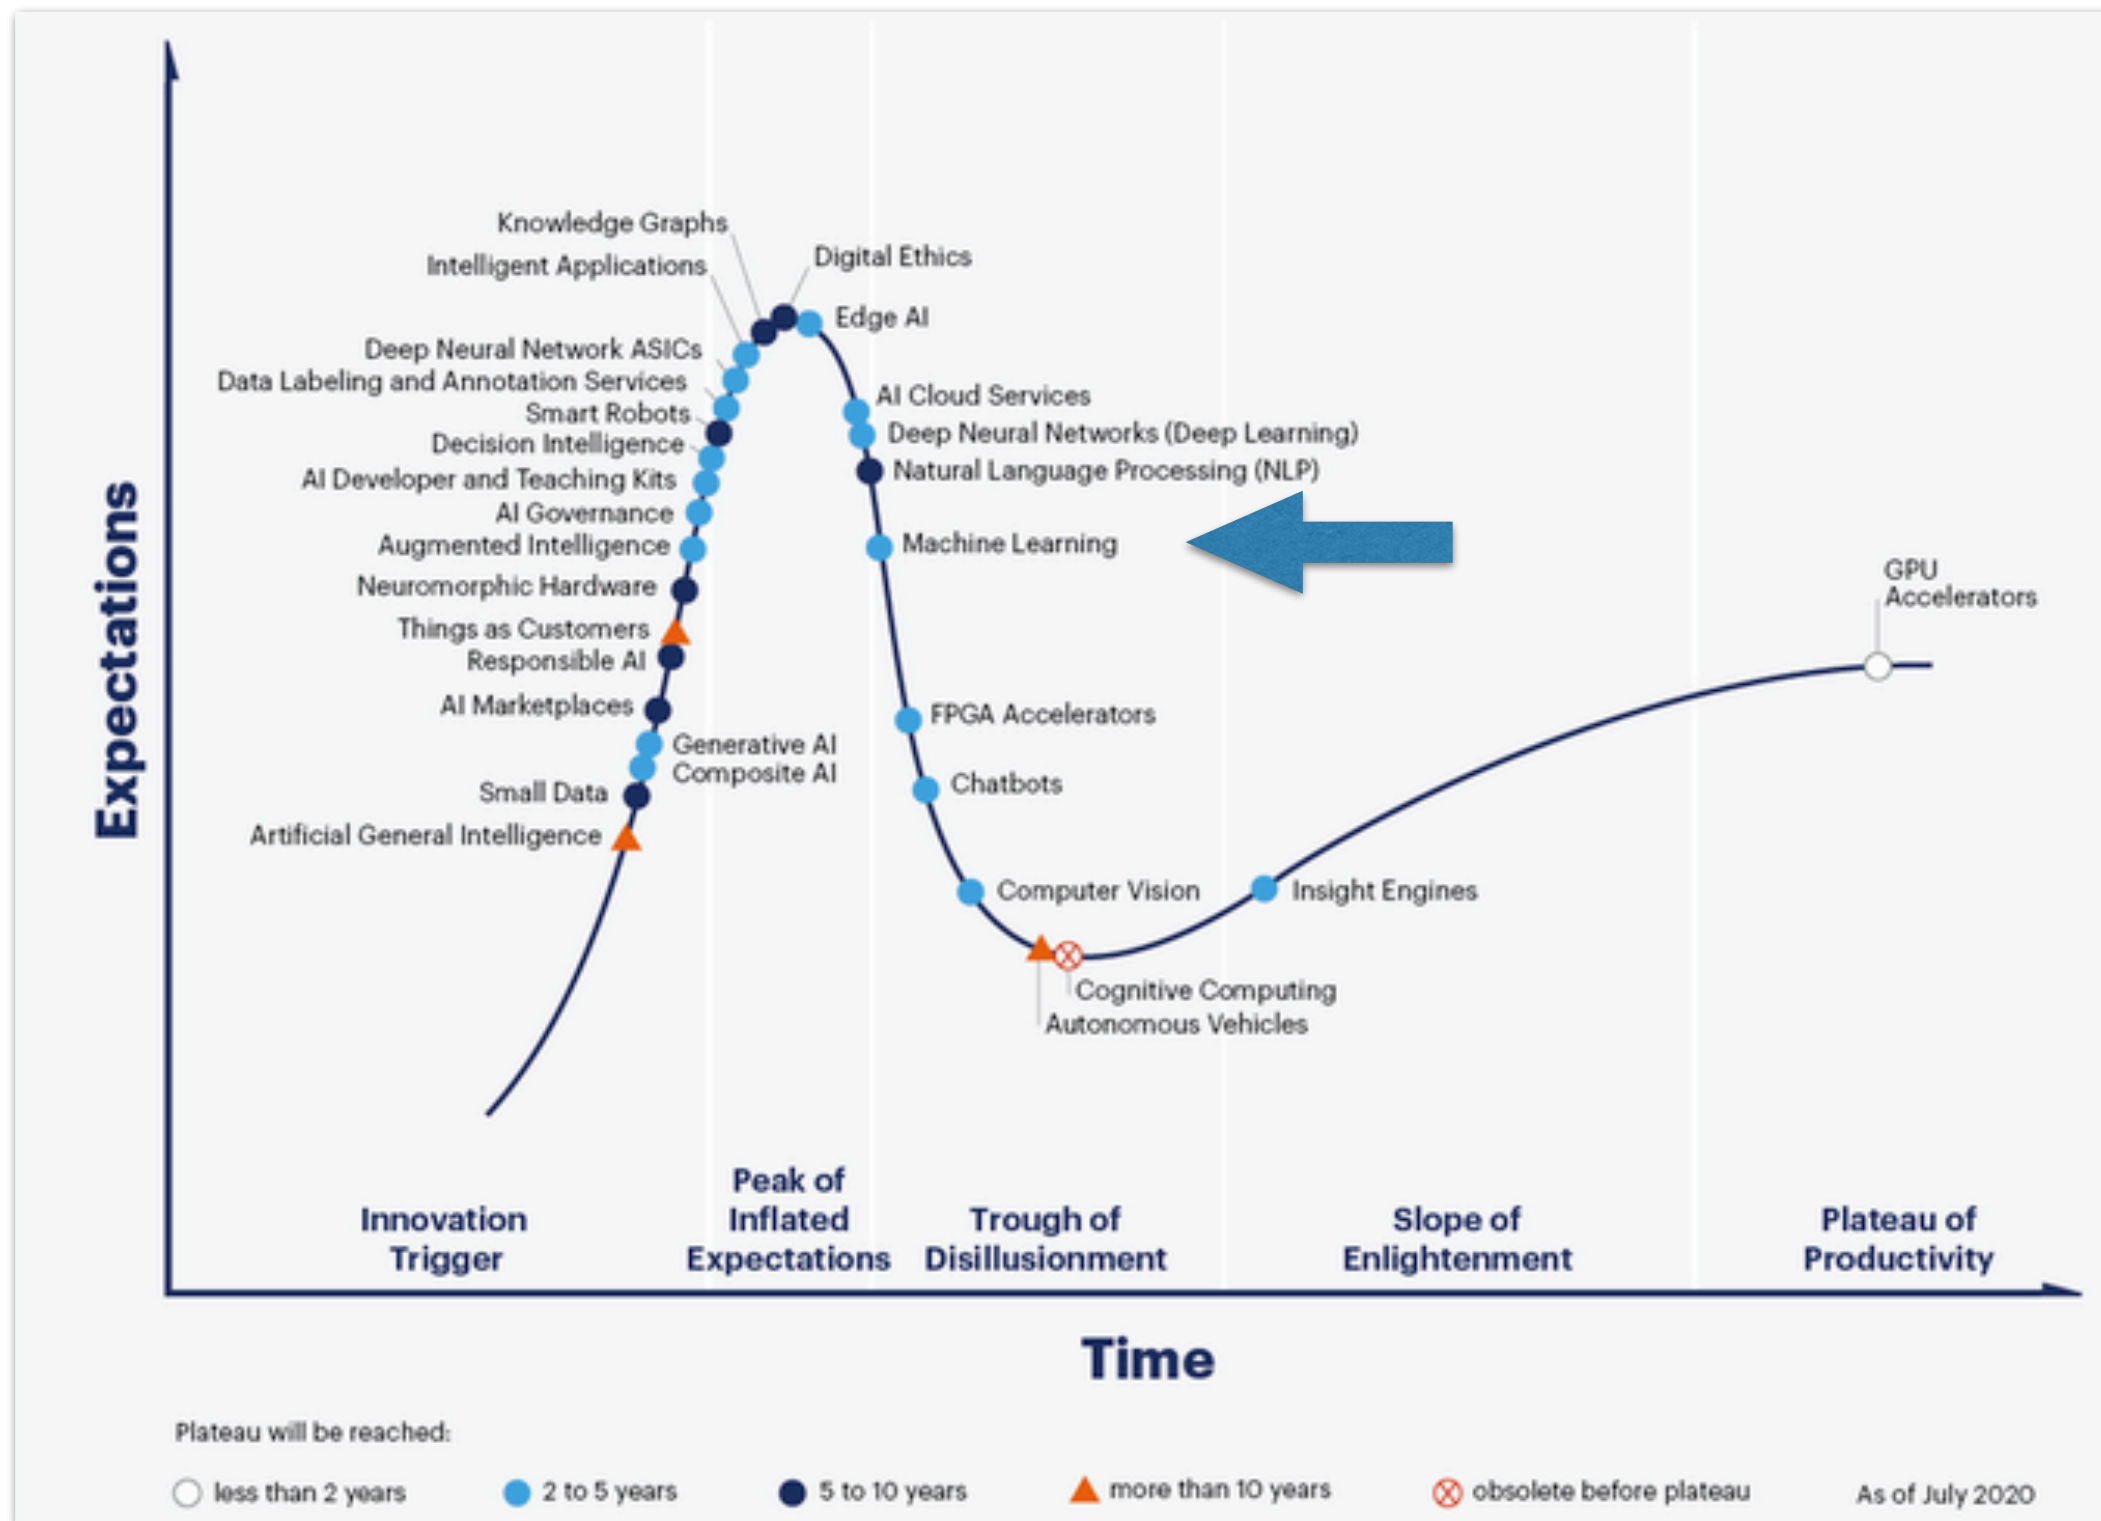 Expectations
Knowledge Graphs
Intelligent Applications
Digital Ethics
Edge AI
Deep Neural Network ASICs
Data Labeling and Annotation Services
Smart Robots
Decision Intelligence
AI Developer and Teaching Kits
AI Governance
Augmented Intelligence
Neuromorphic Hardware
Things as Customers
Responsible AI
AI Marketplaces
Generative AI
Composite AI
Small Data
Artificial General Intelligence
AI Cloud Services
Deep Neural Networks (Deep Learning)
Natural Language Processing (NLP)
Machine Learning
FPGA Accelerators
Chatbots
Computer Vision
Cognitive Computing
Autonomous Vehicles
Insight Engines
GPU
Accelerators
Innovation
Trigger
Peak of
Inflated
Expectations
Trough of
Disillusionment
Slope of
Enlightenment
Plateau of
Productivity
Time
Plateau will be reached:
less than 2 years
2 to 5 years
5 to 10 years
more than 10 years
obsolete before plateau
As of July 2020